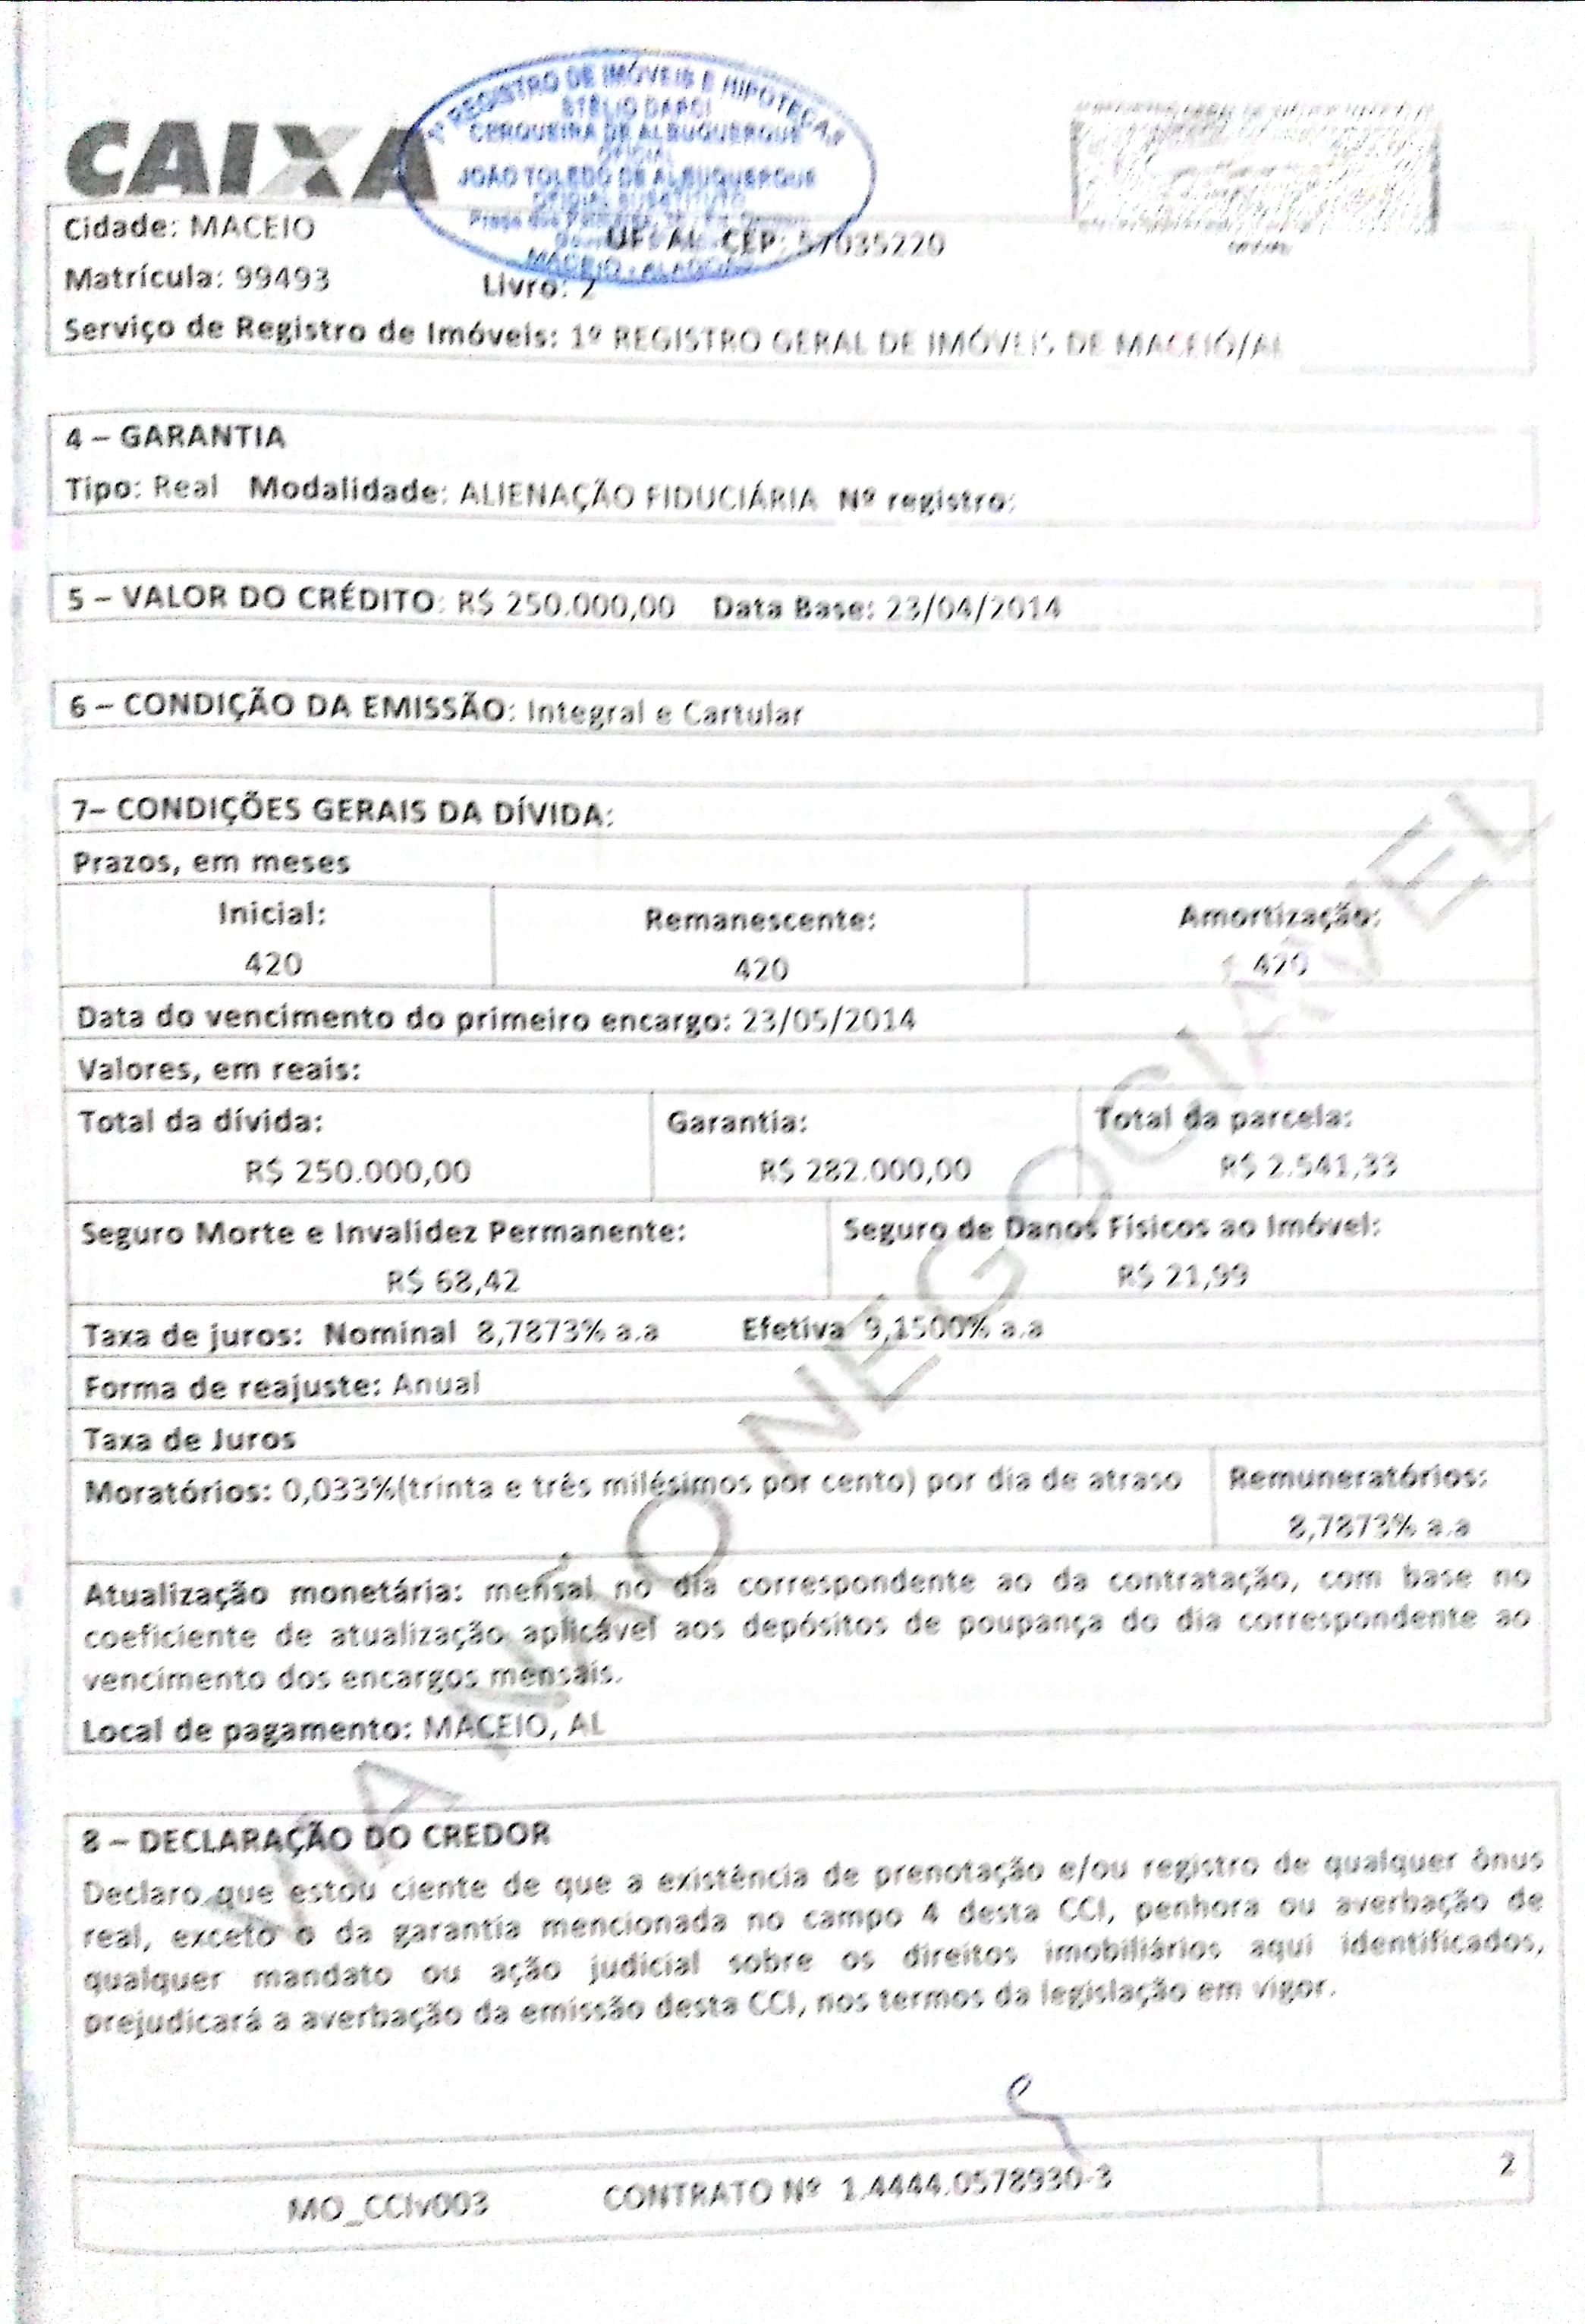 1º REGISTRO DE IMÓVEIS E HIPOTECAS
STÉLIO DARCI
CERQUEIRA DE ALBUQUERQUE
OFICIAL
JOÃO TOLEDO DE ALBUQUERQUE
OFICIAL SUBSTITUTO
MACEIÓ - ALAGOAS
CAIXA
Cidade: MACEIO UF: AL CEP: 57035220
Matrícula: 99493 Livro: 2
Serviço de Registro de Imóveis: 1º REGISTRO GERAL DE IMÓVEIS DE MACEIÓ/AL
4 – GARANTIA
Tipo: Real Modalidade: ALIENAÇÃO FIDUCIÁRIA Nº registro:
5 – VALOR DO CRÉDITO: R$ 250.000,00 Data Base: 23/04/2014
6 – CONDIÇÃO DA EMISSÃO: Integral e Cartular
7– CONDIÇÕES GERAIS DA DÍVIDA:
Prazos, em meses
Inicial: Remanescente: Amortização:
420 420 420
Data do vencimento do primeiro encargo: 23/05/2014
Valores, em reais:
Total da dívida: Garantia: Total da parcela:
R$ 250.000,00 R$ 282.000,00 R$ 2.541,33
Seguro Morte e Invalidez Permanente: Seguro de Danos Físicos ao Imóvel:
R$ 68,42 R$ 21,99
Taxa de juros: Nominal 8,7873% a.a Efetiva 9,1500% a.a
Forma de reajuste: Anual
Taxa de Juros
Moratórios: 0,033%(trinta e três milésimos por cento) por dia de atraso Remuneratórios:
8,7873% a.a
Atualização monetária: mensal no dia correspondente ao da contratação, com base no
coeficiente de atualização aplicável aos depósitos de poupança do dia correspondente ao
vencimento dos encargos mensais.
Local de pagamento: MACEIO, AL
VIA NÃO NEGOCIÁVEL
8 – DECLARAÇÃO DO CREDOR
Declaro que estou ciente de que a existência de prenotação e/ou registro de qualquer ônus
real, exceto o da garantia mencionada no campo 4 desta CCI, penhora ou averbação de
qualquer mandato ou ação judicial sobre os direitos imobiliários aqui identificados,
prejudicará a averbação da emissão desta CCI, nos termos da legislação em vigor.
MO_CCIv003 CONTRATO Nº 1.4444.0578930-3 2